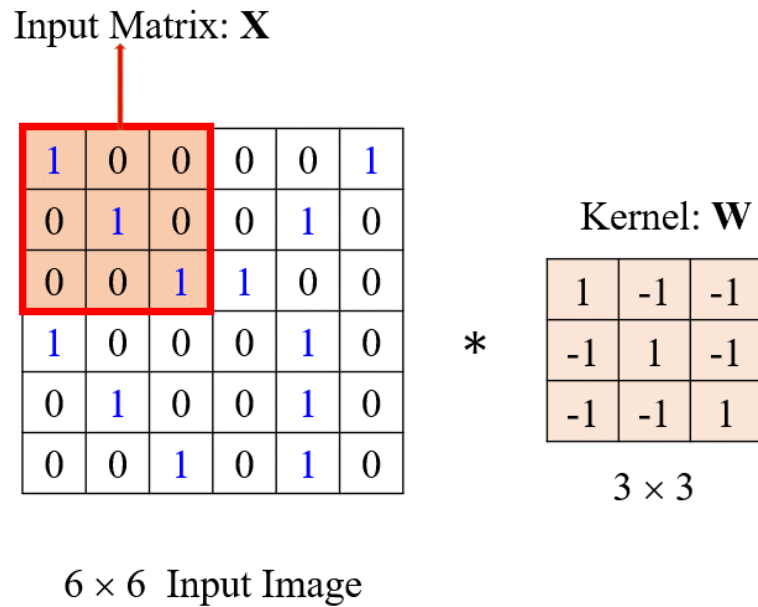 Input Matrix: X
1 0 0 0 0 1
0 1 0 0 1 0
0 0 1 1 0 0
1 0 0 0 1 0
0 1 0 0 1 0
0 0 1 0 1 0
*
Kernel: W
1 -1 -1
-1 1 -1
-1 -1 1
3 × 3
6 × 6 Input Image